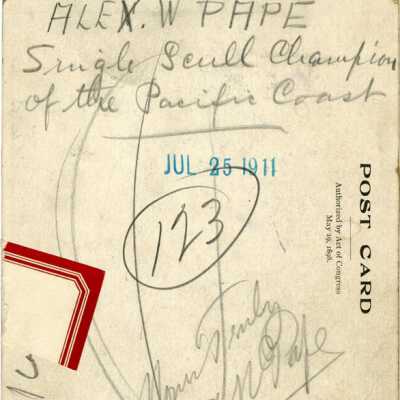 ALEX. W PAPE
Single Scull Champion
of the Pacific Coast
JUL 25 1911
123
POST CARD
Authorized by Act of Congress
May 19, 1898.
Yours Truly
W Pape